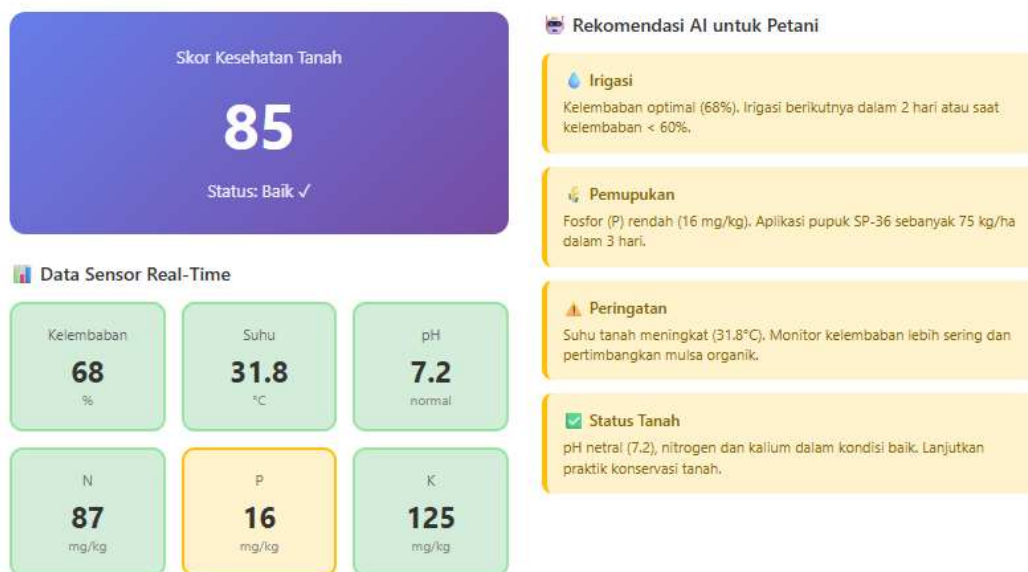 Skor Kesehatan Tanah
85
Status: Baik ✓
📊 Data Sensor Real-Time
Kelembaban
68
%
Suhu
31.8
°C
pH
7.2
normal
N
87
mg/kg
P
16
mg/kg
K
125
mg/kg
🤖 Rekomendasi AI untuk Petani
💧 Irigasi
Kelembaban optimal (68%). Irigasi berikutnya dalam 2 hari atau saat
kelembaban < 60%.
🌾 Pemupukan
Fosfor (P) rendah (16 mg/kg). Aplikasi pupuk SP-36 sebanyak 75 kg/ha
dalam 3 hari.
⚠️ Peringatan
Suhu tanah meningkat (31.8°C). Monitor kelembaban lebih sering dan
pertimbangkan mulsa organik.
✅ Status Tanah
pH netral (7.2), nitrogen dan kalium dalam kondisi baik. Lanjutkan
praktik konservasi tanah.